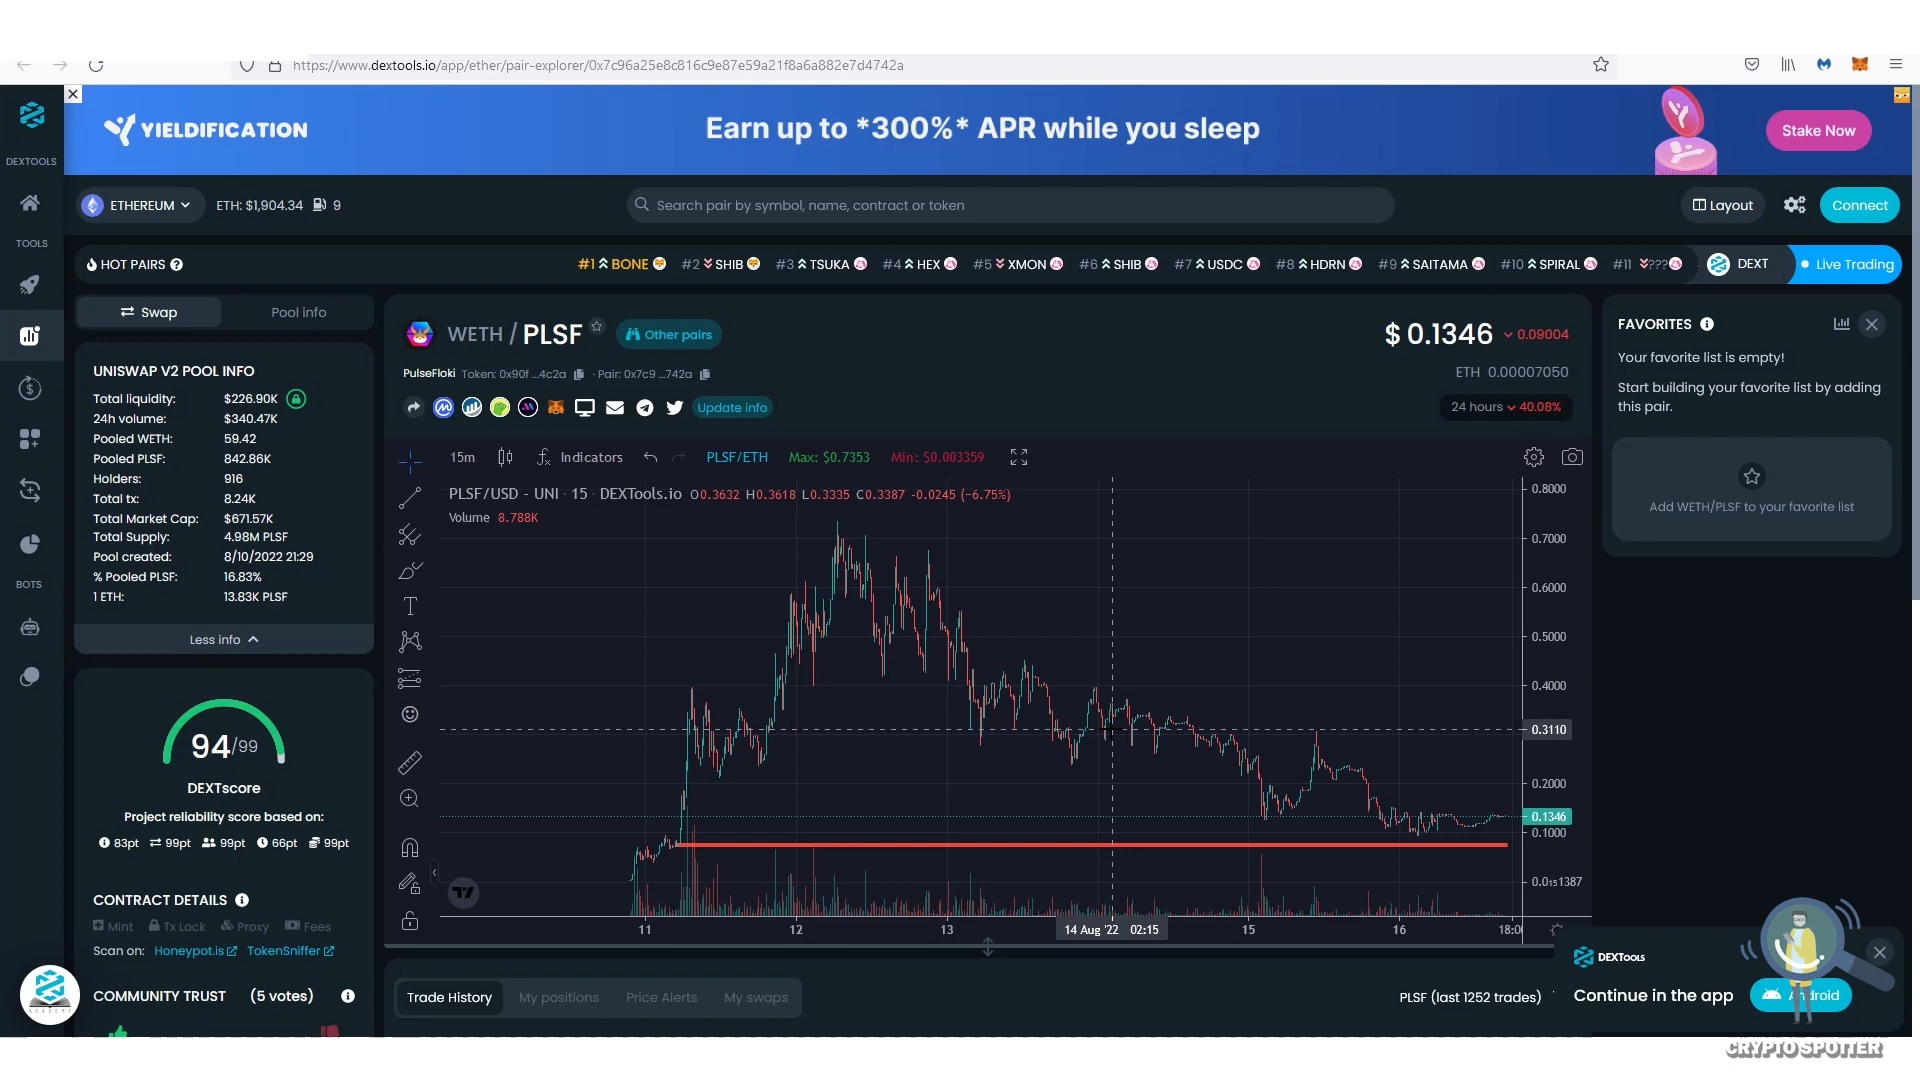 https://www.dextools.io/app/ether/pair-explorer/0x7c96a25e8c816c9e87e59a21f8a6a882e7d4742a
YIELDIFICATION
Earn up to *300%* APR while you sleep
Stake Now
DEXTOOLS
ETHEREUM
ETH: $1,904.34
9
Search pair by symbol, name, contract or token
Layout
Connect
TOOLS
HOT PAIRS
#1 BONE #2 SHIB #3 TSUKA #4 HEX #5 XMON #6 SHIB #7 USDC #8 HDRN #9 SAITAMA #10 SPIRAL #11 ???
DEXT
Live Trading
Swap
Pool info
WETH / PLSF
Other pairs
$ 0.1346
0.09004
PulseFloki Token: 0x90f ...4c2a - Pair: 0x7c9 ...742a
ETH 0.00007050
Update info
24 hours 40.08%
FAVORITES
Your favorite list is empty!
Start building your favorite list by adding
this pair.
Add WETH/PLSF to your favorite list
UNISWAP V2 POOL INFO
Total liquidity: $226.90K
24h volume: $340.47K
Pooled WETH: 59.42
Pooled PLSF: 842.86K
Holders: 916
Total tx: 8.24K
Total Market Cap: $671.57K
Total Supply: 4.98M PLSF
Pool created: 8/10/2022 21:29
% Pooled PLSF: 16.83%
1 ETH: 13.83K PLSF
Less info
BOTS
15m
Indicators
PLSF/ETH
Max: $0.7353
Min: $0.003359
PLSF/USD - UNI · 15 · DEXTools.io O0.3632 H0.3618 L0.3335 C0.3387 -0.0245 (-6.75%)
Volume 8.788K
0.8000
0.7000
0.6000
0.5000
0.4000
0.3110
0.2000
0.1346
0.1000
0.0151387
11
12
13
14 Aug '22 02:15
15
16
18:0
94/99
DEXTscore
Project reliability score based on:
83pt 99pt 99pt 66pt 99pt
CONTRACT DETAILS
Mint Tx Lock Proxy Fees
Scan on: Honeypot.is TokenSniffer
COMMUNITY TRUST (5 votes)
ACADEMY
Trade History
My positions
Price Alerts
My swaps
PLSF (last 1252 trades)
DEXTools
Continue in the app
Android
CRYPTO SPOTTER